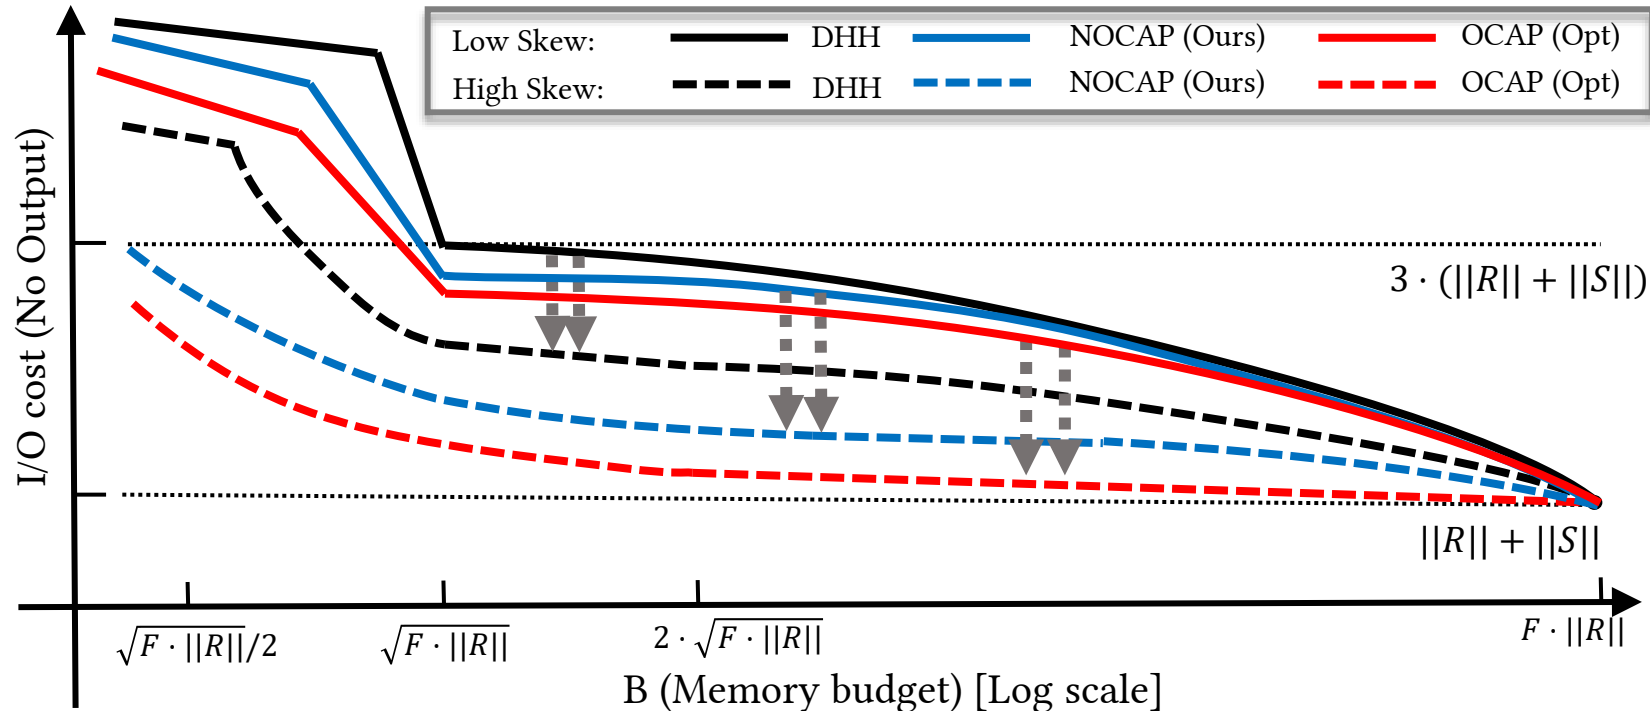 Low Skew: DHH NOCAP (Ours) OCAP (Opt)
High Skew: DHH NOCAP (Ours) OCAP (Opt)
I/O cost (No Output)
3 · (||R|| + ||S||)
||R|| + ||S||
√(F · ||R||)/2 √(F · ||R||) 2 · √(F · ||R||) F · ||R||
B (Memory budget) [Log scale]